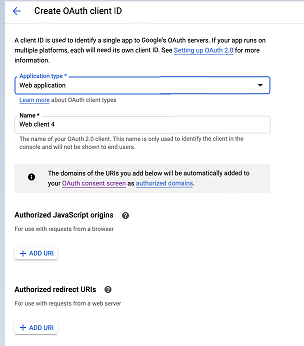 Create OAuth client ID
A client ID is used to identify a single app to Google's OAuth servers. If your app runs on
multiple platforms, each will need its own client ID. See Setting up OAuth 2.0 for more
information.
Application type *
Web application
Learn more about OAuth client types
Name *
Web client 4
The name of your OAuth 2.0 client. This name is only used to identify the client in the
console and will not be shown to end users.
The domains of the URIs you add below will be automatically added to
your OAuth consent screen as authorized domains.
Authorized JavaScript origins
For use with requests from a browser
+ ADD URI
Authorized redirect URIs
For use with requests from a web server
+ ADD URI